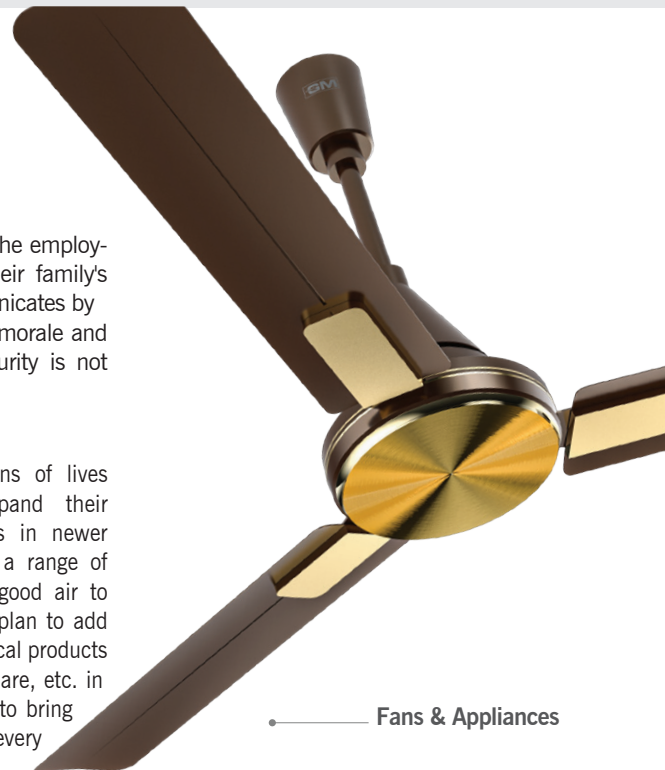 GM
he employ-
eir family's
nicates by
morale and
urity is not
ns of lives
pand their
s in newer
a range of
good air to
plan to add
cal products
are, etc. in
to bring
every
Fans & Appliances